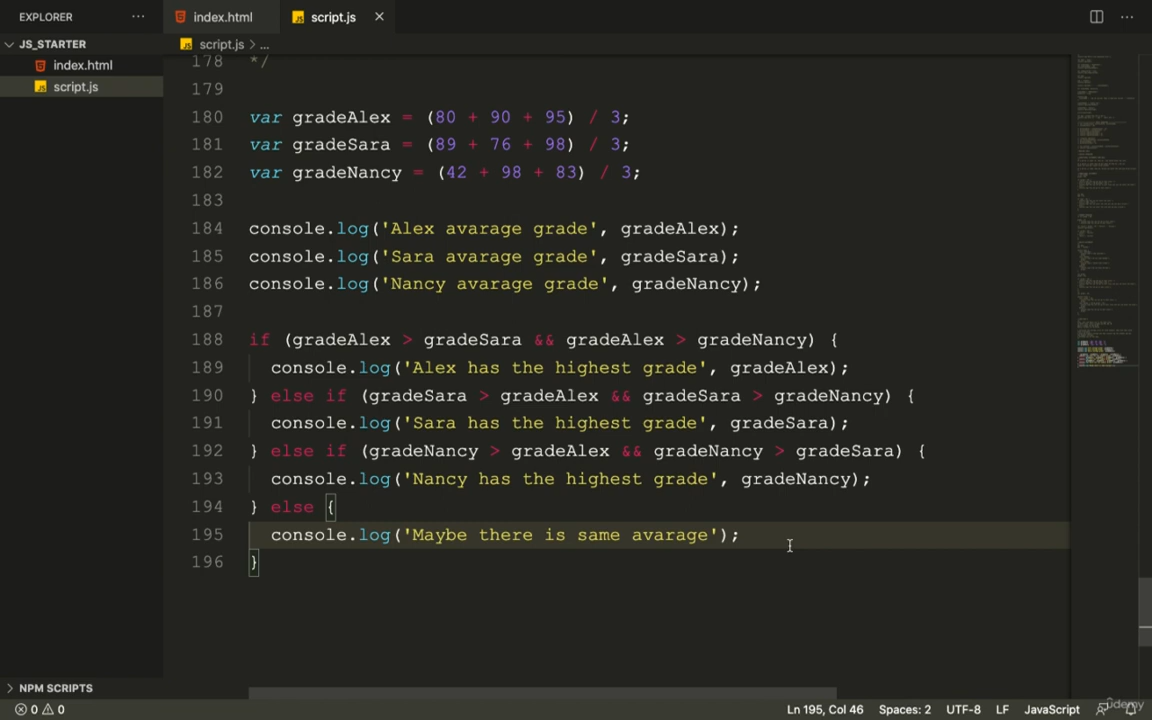 EXPLORER ··· index.html script.js ×
JS_STARTER
script.js > ...
index.html
script.js
178 */
179
180 var gradeAlex = (80 + 90 + 95) / 3;
181 var gradeSara = (89 + 76 + 98) / 3;
182 var gradeNancy = (42 + 98 + 83) / 3;
183
184 console.log('Alex avarage grade', gradeAlex);
185 console.log('Sara avarage grade', gradeSara);
186 console.log('Nancy avarage grade', gradeNancy);
187
188 if (gradeAlex > gradeSara && gradeAlex > gradeNancy) {
189 console.log('Alex has the highest grade', gradeAlex);
190 } else if (gradeSara > gradeAlex && gradeSara > gradeNancy) {
191 console.log('Sara has the highest grade', gradeSara);
192 } else if (gradeNancy > gradeAlex && gradeNancy > gradeSara) {
193 console.log('Nancy has the highest grade', gradeNancy);
194 } else {
195 console.log('Maybe there is same avarage');
196 }
NPM SCRIPTS
0 0 Ln 195, Col 46 Spaces: 2 UTF-8 LF JavaScript
Udemy